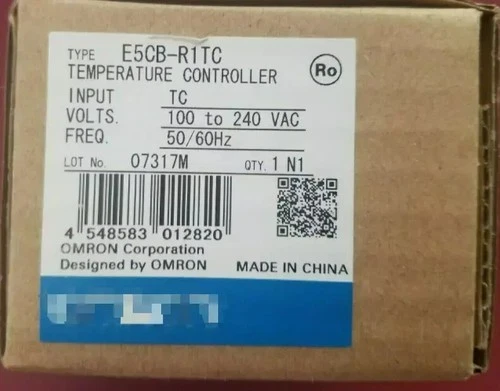 TYPE E5CB-R1TC
TEMPERATURE CONTROLLER
Ro
INPUT TC
VOLTS. 100 to 240 VAC
FREQ. 50/60Hz
LOT No. 07317M QTY. 1 N1
4 548583 012820
OMRON Corporation
Designed by OMRON MADE IN CHINA